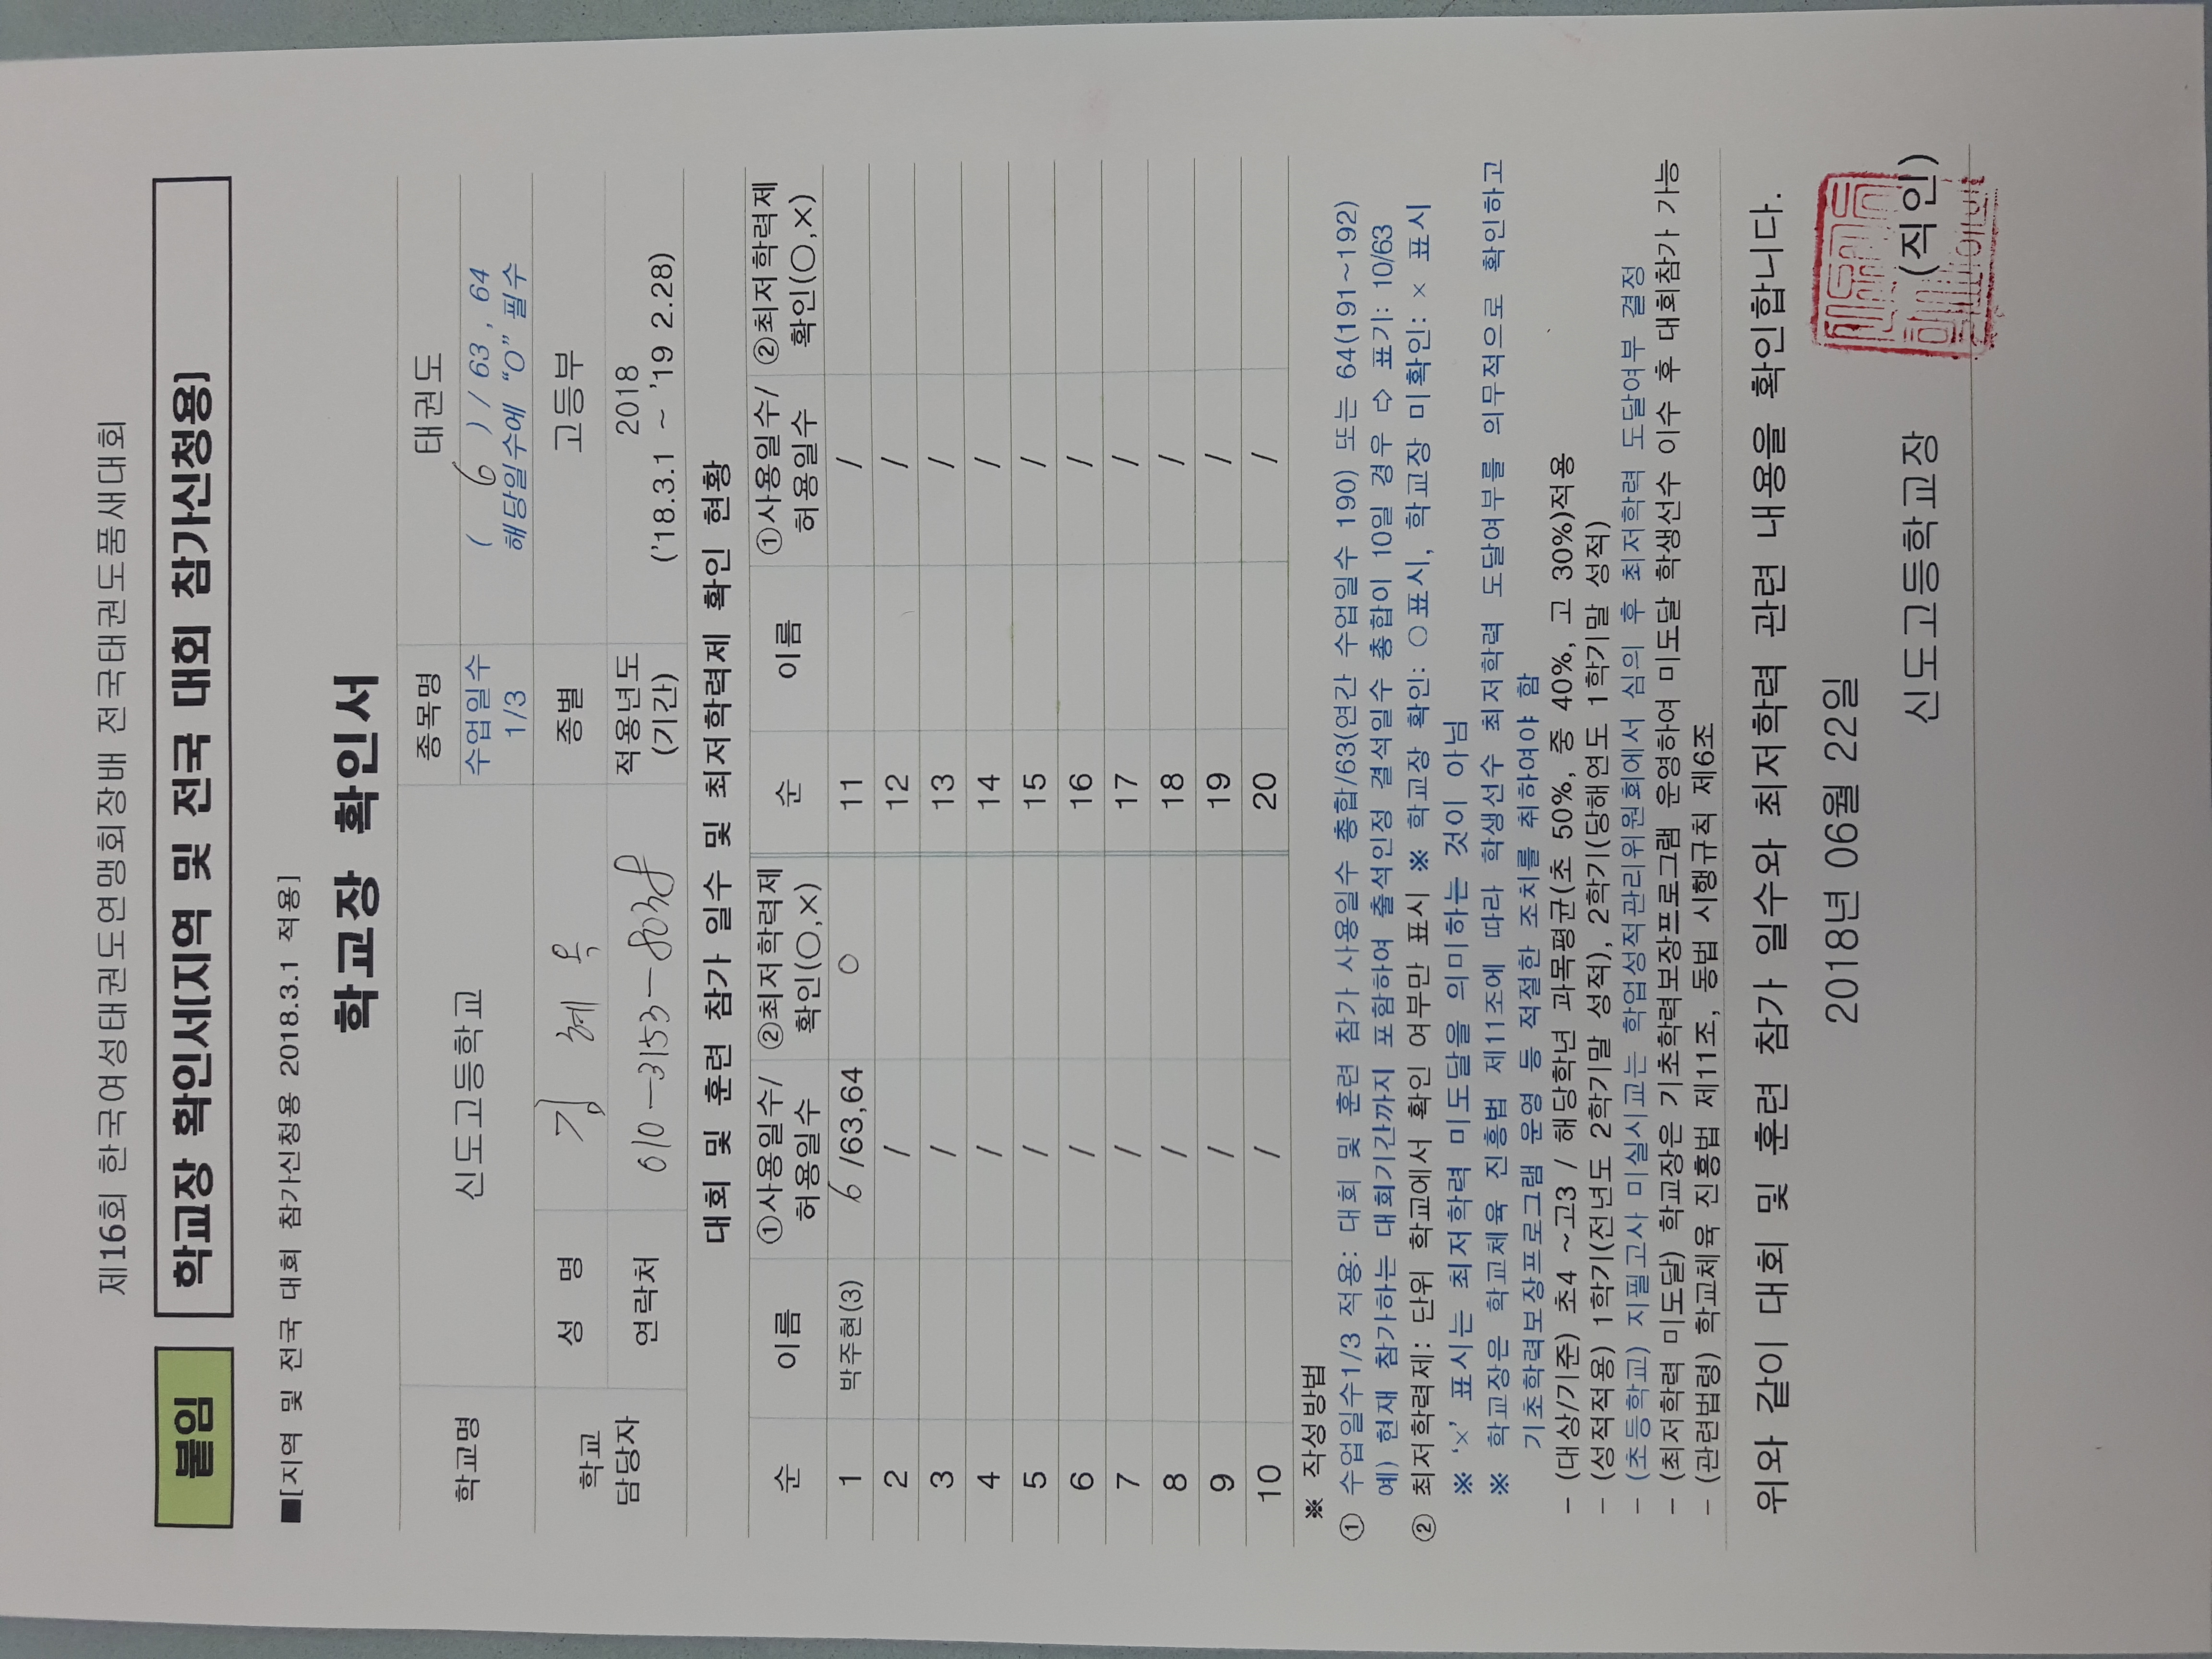 제16회 한국여성태권도연맹회장배 전국태권도품새대회
붙임 학교장 확인서[지역 및 전국 대회 참가신청용]
■[지역 및 전국 대회 참가신청용 2018.3.1 적용]
학교장 확인서
학교명 신도고등학교 종목명 태권도
수업일수 1/3 ( 6 ) / 63 , 64
해당일수에 “O” 필수
학교 담당자 성 명 김 혜 옥 종별 고등부
연락처 010-3153-8038 적용년도 (기간) 2018
('18.3.1 ~ '19 2.28)
대회 및 훈련 참가 일수 및 최저학력제 확인 현황
순 이름 ①사용일수/허용일수 ②최저학력제 확인(○,×) 순 이름 ①사용일수/허용일수 ②최저학력제 확인(○,×)
1 박주현(3) 6 /63,64 ○ 11 /
2 / 12 /
3 / 13 /
4 / 14 /
5 / 15 /
6 / 16 /
7 / 17 /
8 / 18 /
9 / 19 /
10 / 20 /
※ 작성방법
① 수업일수1/3 적용: 대회 및 훈련 참가 사용일수 총합/63(연간 수업일수 190) 또는 64(191~192)
예) 현재 참가하는 대회기간까지 포함하여 출석인정 결석일수 총합이 10일 경우 ⇨ 표기: 10/63
② 최저학력제: 단위 학교에서 확인 여부만 표시 ※ 학교장 확인: ○표시, 학교장 미확인: × 표시
※ ‘×’ 표시는 최저학력 미도달을 의미하는 것이 아님
※ 학교장은 학교체육 진흥법 제11조에 따라 학생선수 최저학력 도달여부를 의무적으로 확인하고
기초학력보장프로그램 운영 등 적절한 조치를 취하여야 함
- (대상/기준) 초4 ~고3 / 해당학년 과목평균(초 50%, 중 40%, 고 30%)적용
- (성적적용) 1학기(전년도 2학기말 성적), 2학기(당해연도 1학기말 성적)
- (초등학교) 지필고사 미실시교는 학업성적관리위원회에서 심의 후 최저학력 도달여부 결정
- (최저학력 미도달) 학교장은 기초학력보장프로그램 운영하여 미도달 학생선수 이수 후 대회참가 가능
- (관련법령) 학교체육 진흥법 제11조, 동법 시행규칙 제6조
위와 같이 대회 및 훈련 참가 일수와 최저학력 관련 내용을 확인합니다.
2018년 06월 22일
신도고등학교장 (직인)